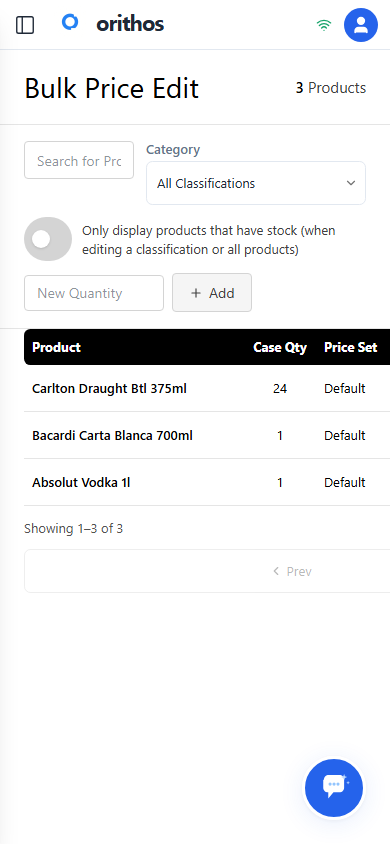 orithos
Bulk Price Edit
3 Products
Search for Pro
Category
All Classifications
Only display products that have stock (when
editing a classification or all products)
New Quantity
+ Add
Product Case Qty Price Set
Carlton Draught Btl 375ml 24 Default
Bacardi Carta Blanca 700ml 1 Default
Absolut Vodka 1l 1 Default
Showing 1–3 of 3
Prev